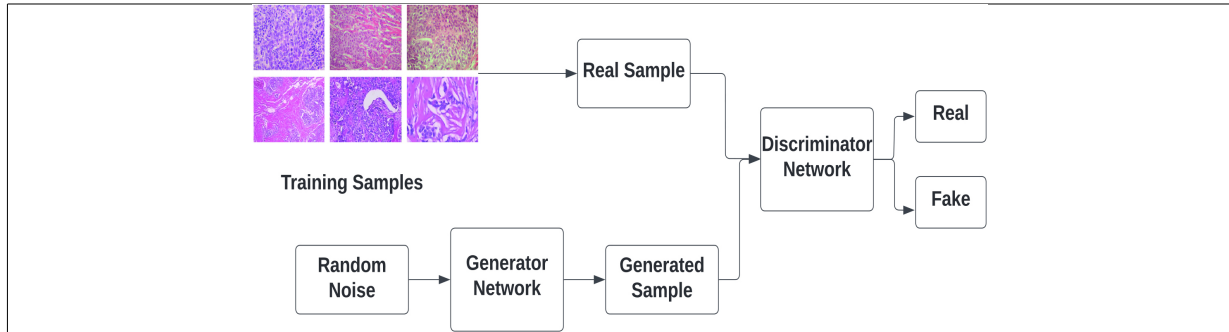 Real Sample
Training Samples
Random
Noise
Generator
Network
Generated
Sample
Discriminator
Network
Real
Fake